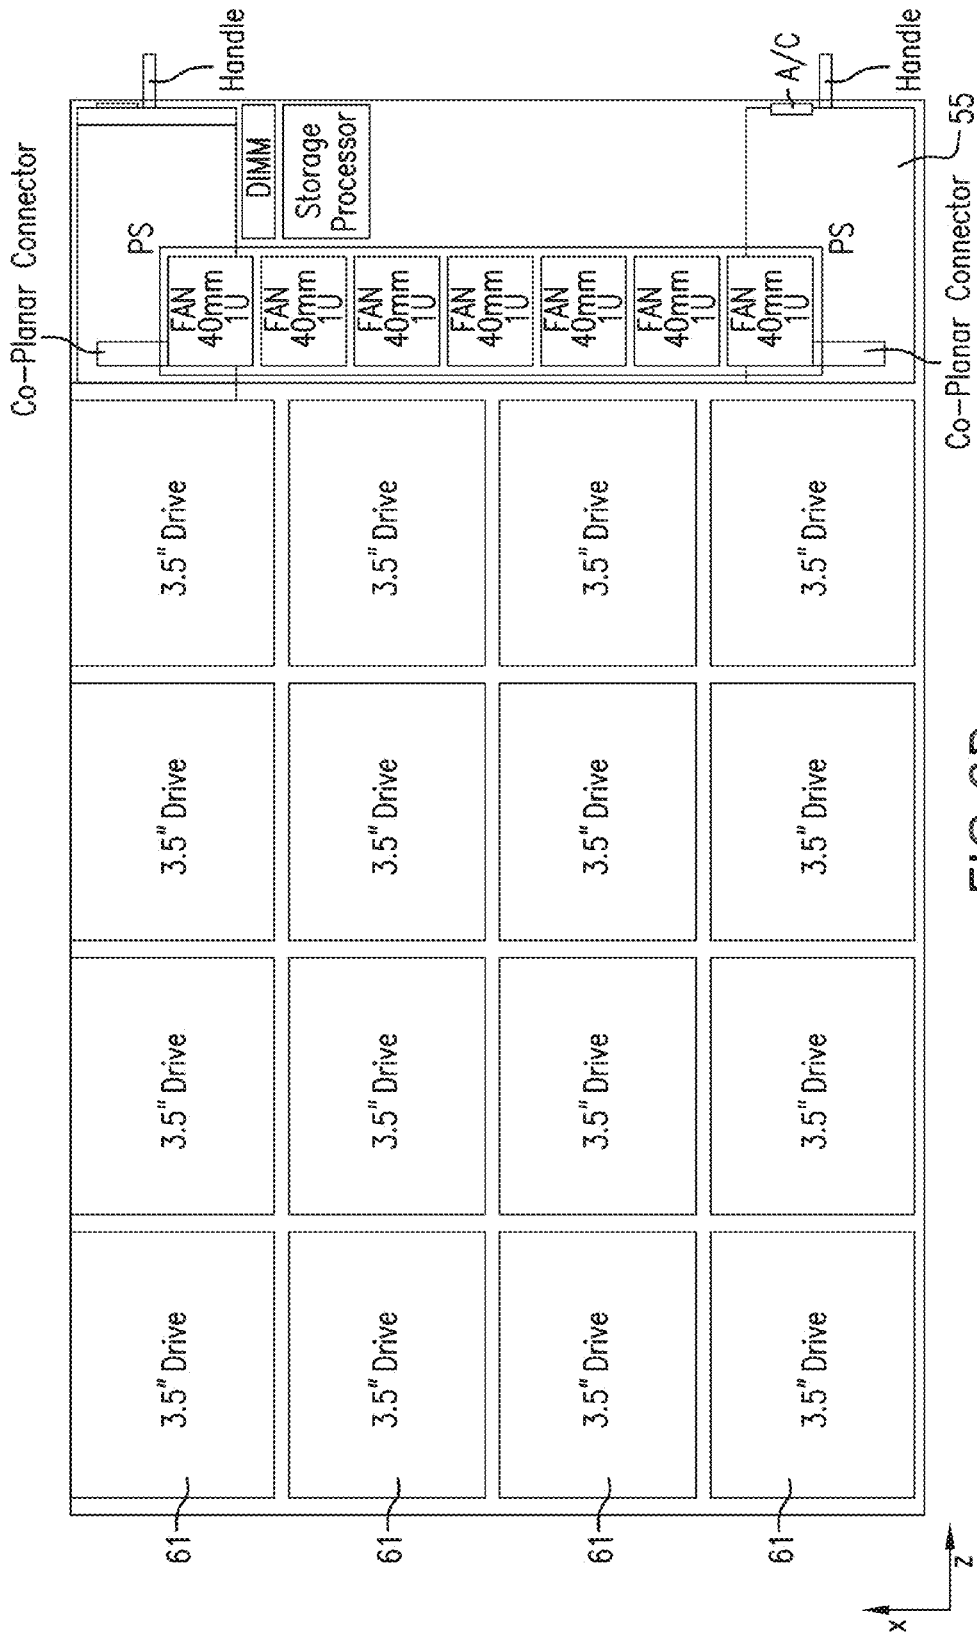 Co-Planar Connector
PS
61
3.5" Drive
3.5" Drive
3.5" Drive
3.5" Drive
FAN
40mm
1U
Handle
DIMM
FAN
40mm
1U
Storage
Processor
61
3.5" Drive
3.5" Drive
3.5" Drive
3.5" Drive
FAN
40mm
1U
FAN
40mm
1U
FAN
40mm
1U
61
3.5" Drive
3.5" Drive
3.5" Drive
3.5" Drive
FAN
40mm
1U
FAN
40mm
1U
A/C
61
3.5" Drive
3.5" Drive
3.5" Drive
3.5" Drive
PS
Handle
x
z
Co-Planar Connector
55